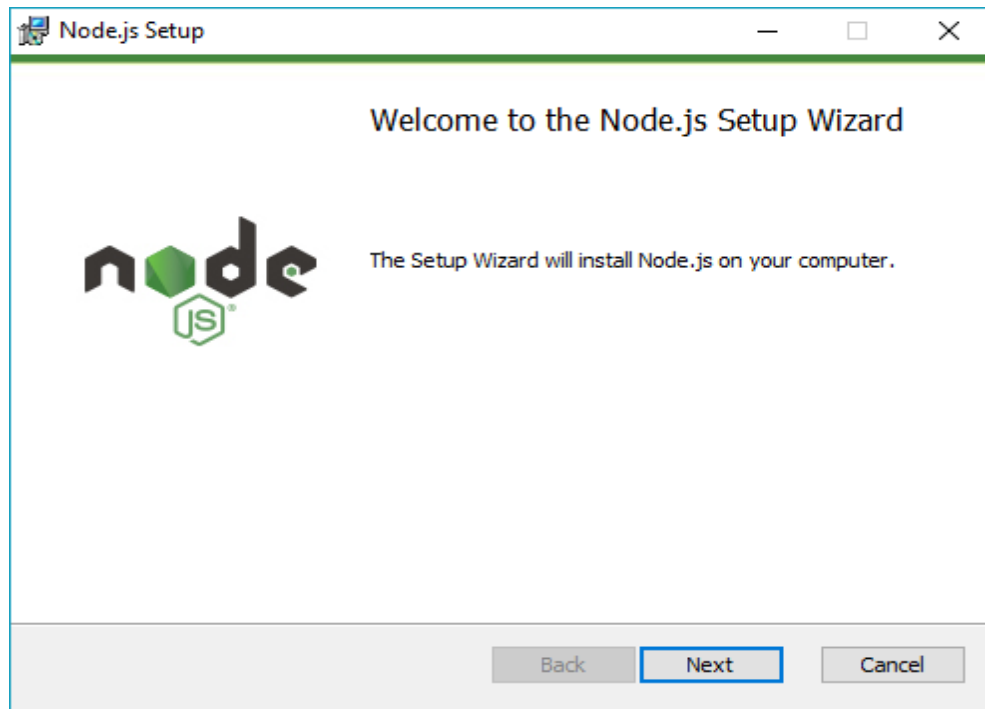 Node.js Setup
Welcome to the Node.js Setup Wizard
The Setup Wizard will install Node.js on your computer.
node
JS®
Back Next Cancel